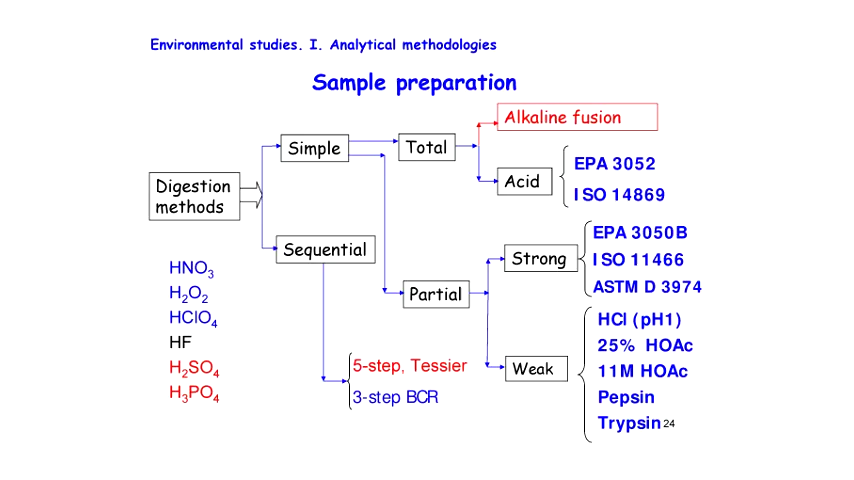 Environmental studies. I. Analytical methodologies
Sample preparation
Alkaline fusion
Simple
Total
EPA 3052
Acid
ISO 14869
Digestion
methods
EPA 3050B
Sequential
Strong
ISO 11466
HNO3
ASTM D 3974
H2O2
Partial
HClO4
HCl (pH1)
HF
25% HOAc
H2SO4
5-step, Tessier
Weak
11M HOAc
H3PO4
3-step BCR
Pepsin
Trypsin 24